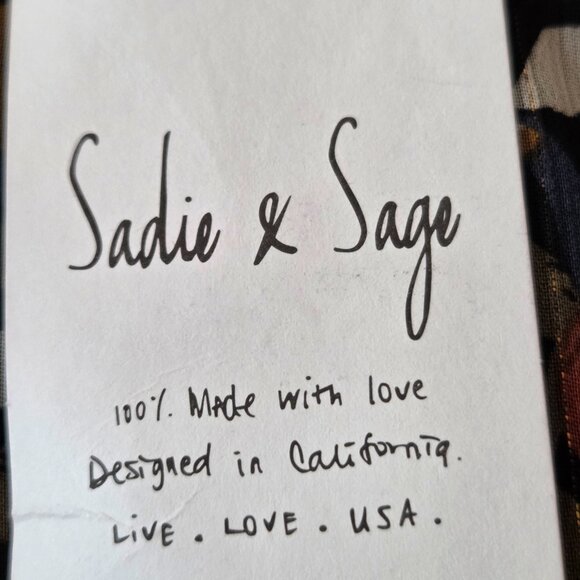 Sadie & Sage
100% Made with love
Designed in California.
LIVE. LOVE. USA.